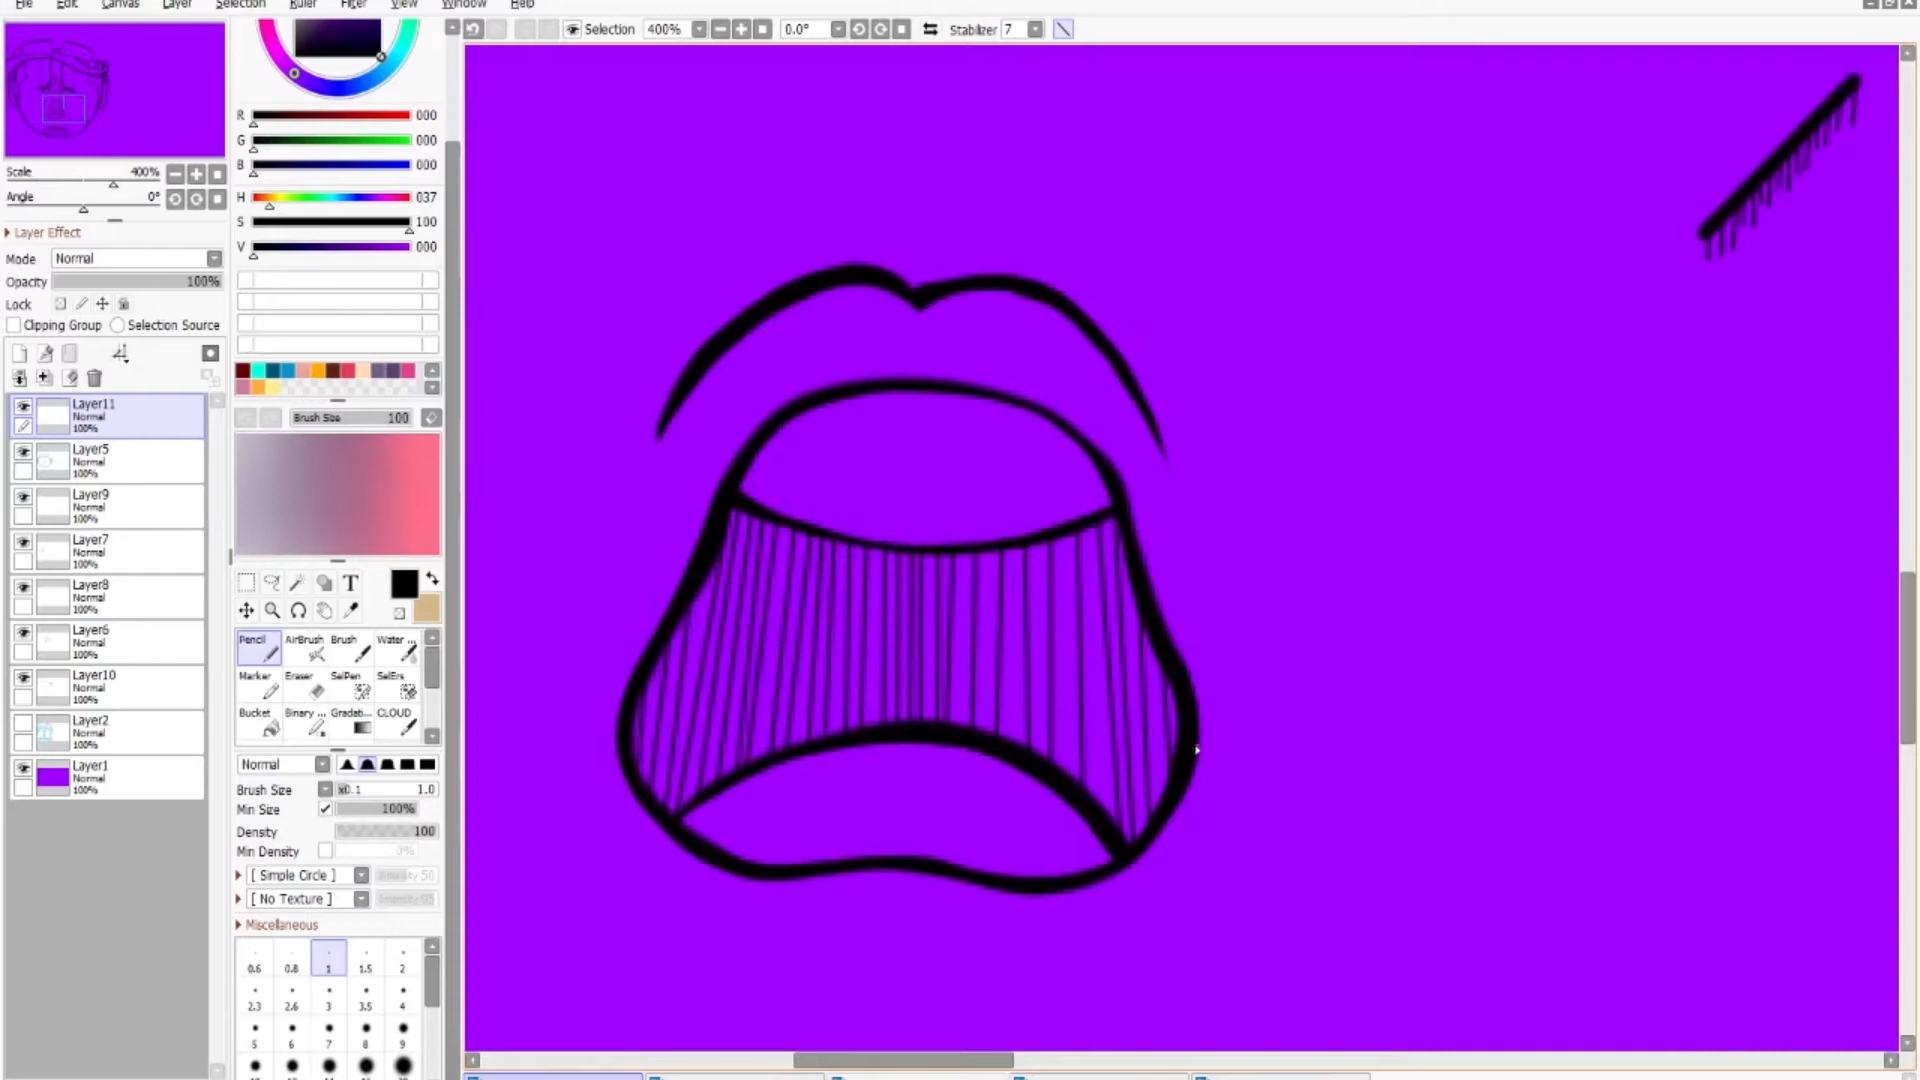 File Edit Canvas Layer Selection Ruler Filter View Window Help
Selection 400% 0.0° Stabilizer 7
Scale 400%
Angle 0°
Layer Effect
Mode Normal
Opacity 100%
Lock
Clipping Group Selection Source
Layer11
Normal
100%
Layer5
Normal
100%
Layer9
Normal
100%
Layer7
Normal
100%
Layer8
Normal
100%
Layer6
Normal
100%
Layer10
Normal
100%
Layer2
Normal
100%
Layer1
Normal
100%
R 000
G 000
B 000
H 037
S 100
V 000
Brush Size 100
T
Pencil AirBrush Brush Water ...
Marker Eraser SelPen SelErs
Bucket Binary ... Gradati... CLOUD
Normal
Brush Size x0.1 1.0
Min Size 100%
Density 100
Min Density 0%
[ Simple Circle ] 50
[ No Texture ]
Miscellaneous
0.6 0.8 1 1.5 2
2.3 2.6 3 3.5 4
5 6 7 8 9